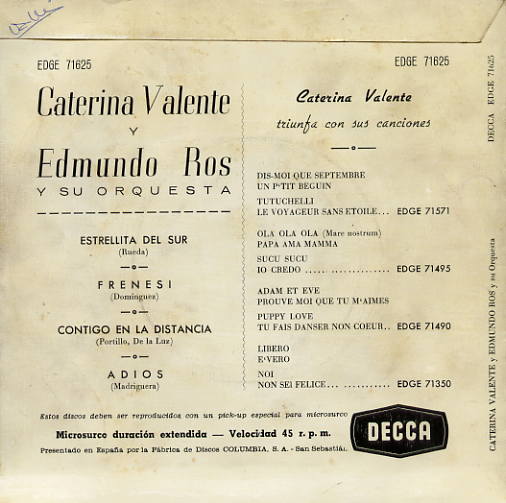 EDGE 71625
Caterina Valente
Y
Edmundo Ros
Y SU ORQUESTA
ESTRELLITA DEL SUR
(Rueda)
FRENESI
(Domínguez)
CONTIGO EN LA DISTANCIA
(Portillo, De la Luz)
ADIOS
(Madriguera)
EDGE 71625
Caterina Valente
triunfa con sus canciones
DIS-MOI QUE SEPTEMBRE
UN P'TIT BEGUIN
TUTUCHELLI
LE VOYAGEUR SANS ETOILE... EDGE 71571
OLA OLA OLA (Mare nostrum)
PAPA AMA MAMMA
SUCU SUCU
IO CREDO .................. EDGE 71495
ADAM ET EVE
PROUVE MOI QUE TU M'AIMES
PUPPY LOVE
TU FAIS DANSER NON COEUR.. EDGE 71490
LIBERO
E'VERO
NOI
NON SEI FELICE............ EDGE 71350
Estos discos deben ser reproducidos con un pick-up especial para microsurco
Microsurco duración extendida — Velocidad 45 r. p. m.
Presentado en España por la Fábrica de Discos COLUMBIA, S. A. - San Sebastián.
DECCA
DECCA EDGE 71625
CATERINA VALENTE y EDMUNDO ROS y su Orquesta